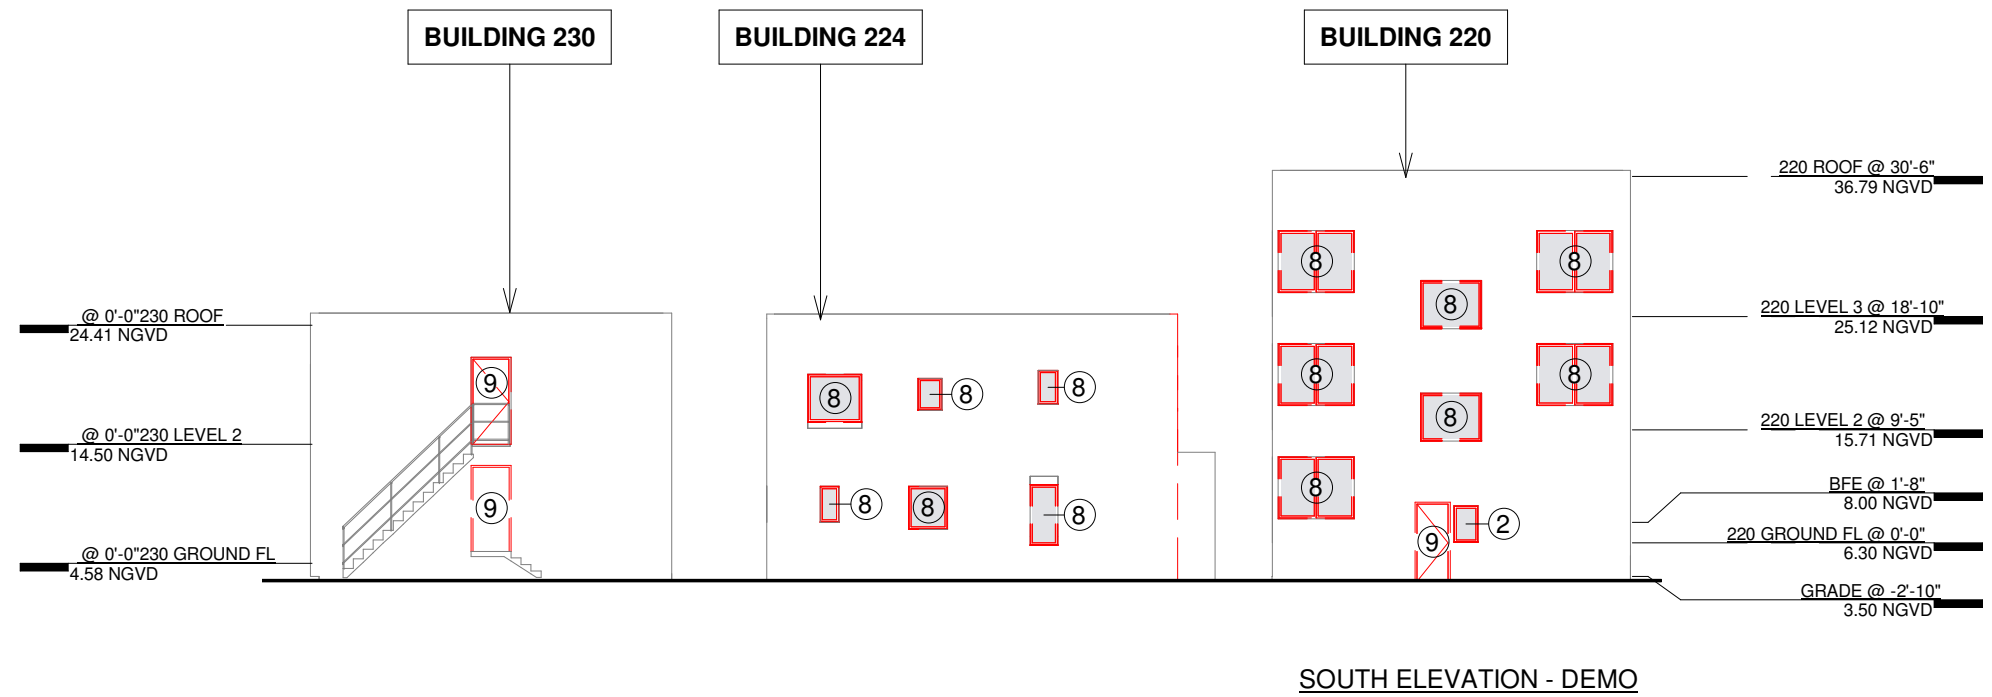 BUILDING 230
BUILDING 224
BUILDING 220
220 ROOF @ 30'-6"
36.79 NGVD
8
8
8
220 LEVEL 3 @ 18'-10"
25.12 NGVD
@ 0'-0"230 ROOF
24.41 NGVD
9
8
8
8
8
8
8
220 LEVEL 2 @ 9'-5"
15.71 NGVD
@ 0'-0"230 LEVEL 2
14.50 NGVD
9
8
8
8
8
2
9
BFE @ 1'-8"
8.00 NGVD
220 GROUND FL @ 0'-0"
6.30 NGVD
@ 0'-0"230 GROUND FL
4.58 NGVD
GRADE @ -2'-10"
3.50 NGVD
SOUTH ELEVATION - DEMO